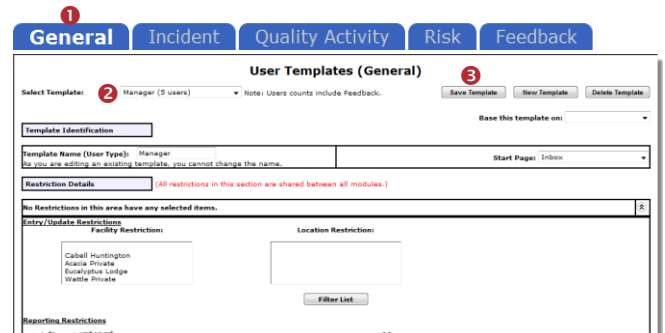 1
General Incident Quality Activity Risk Feedback
User Templates (General)
3
Select Template: 2 Manager (5 users) Note: Users counts include Feedback. Save Template New Template Delete Template
Base this template on:
Template Identification
Template Name (User Type): Manager
As you are editing an existing template, you cannot change the name.
Start Page: Inbox
Restriction Details (All restrictions in this section are shared between all modules.)
No Restrictions in this area have any selected items.
Entry/Update Restrictions
Facility Restriction: Location Restriction:
Cabell Huntington
Acacia Private
Eucalyptus Lodge
Wattle Private
Filter List
Reporting Restrictions